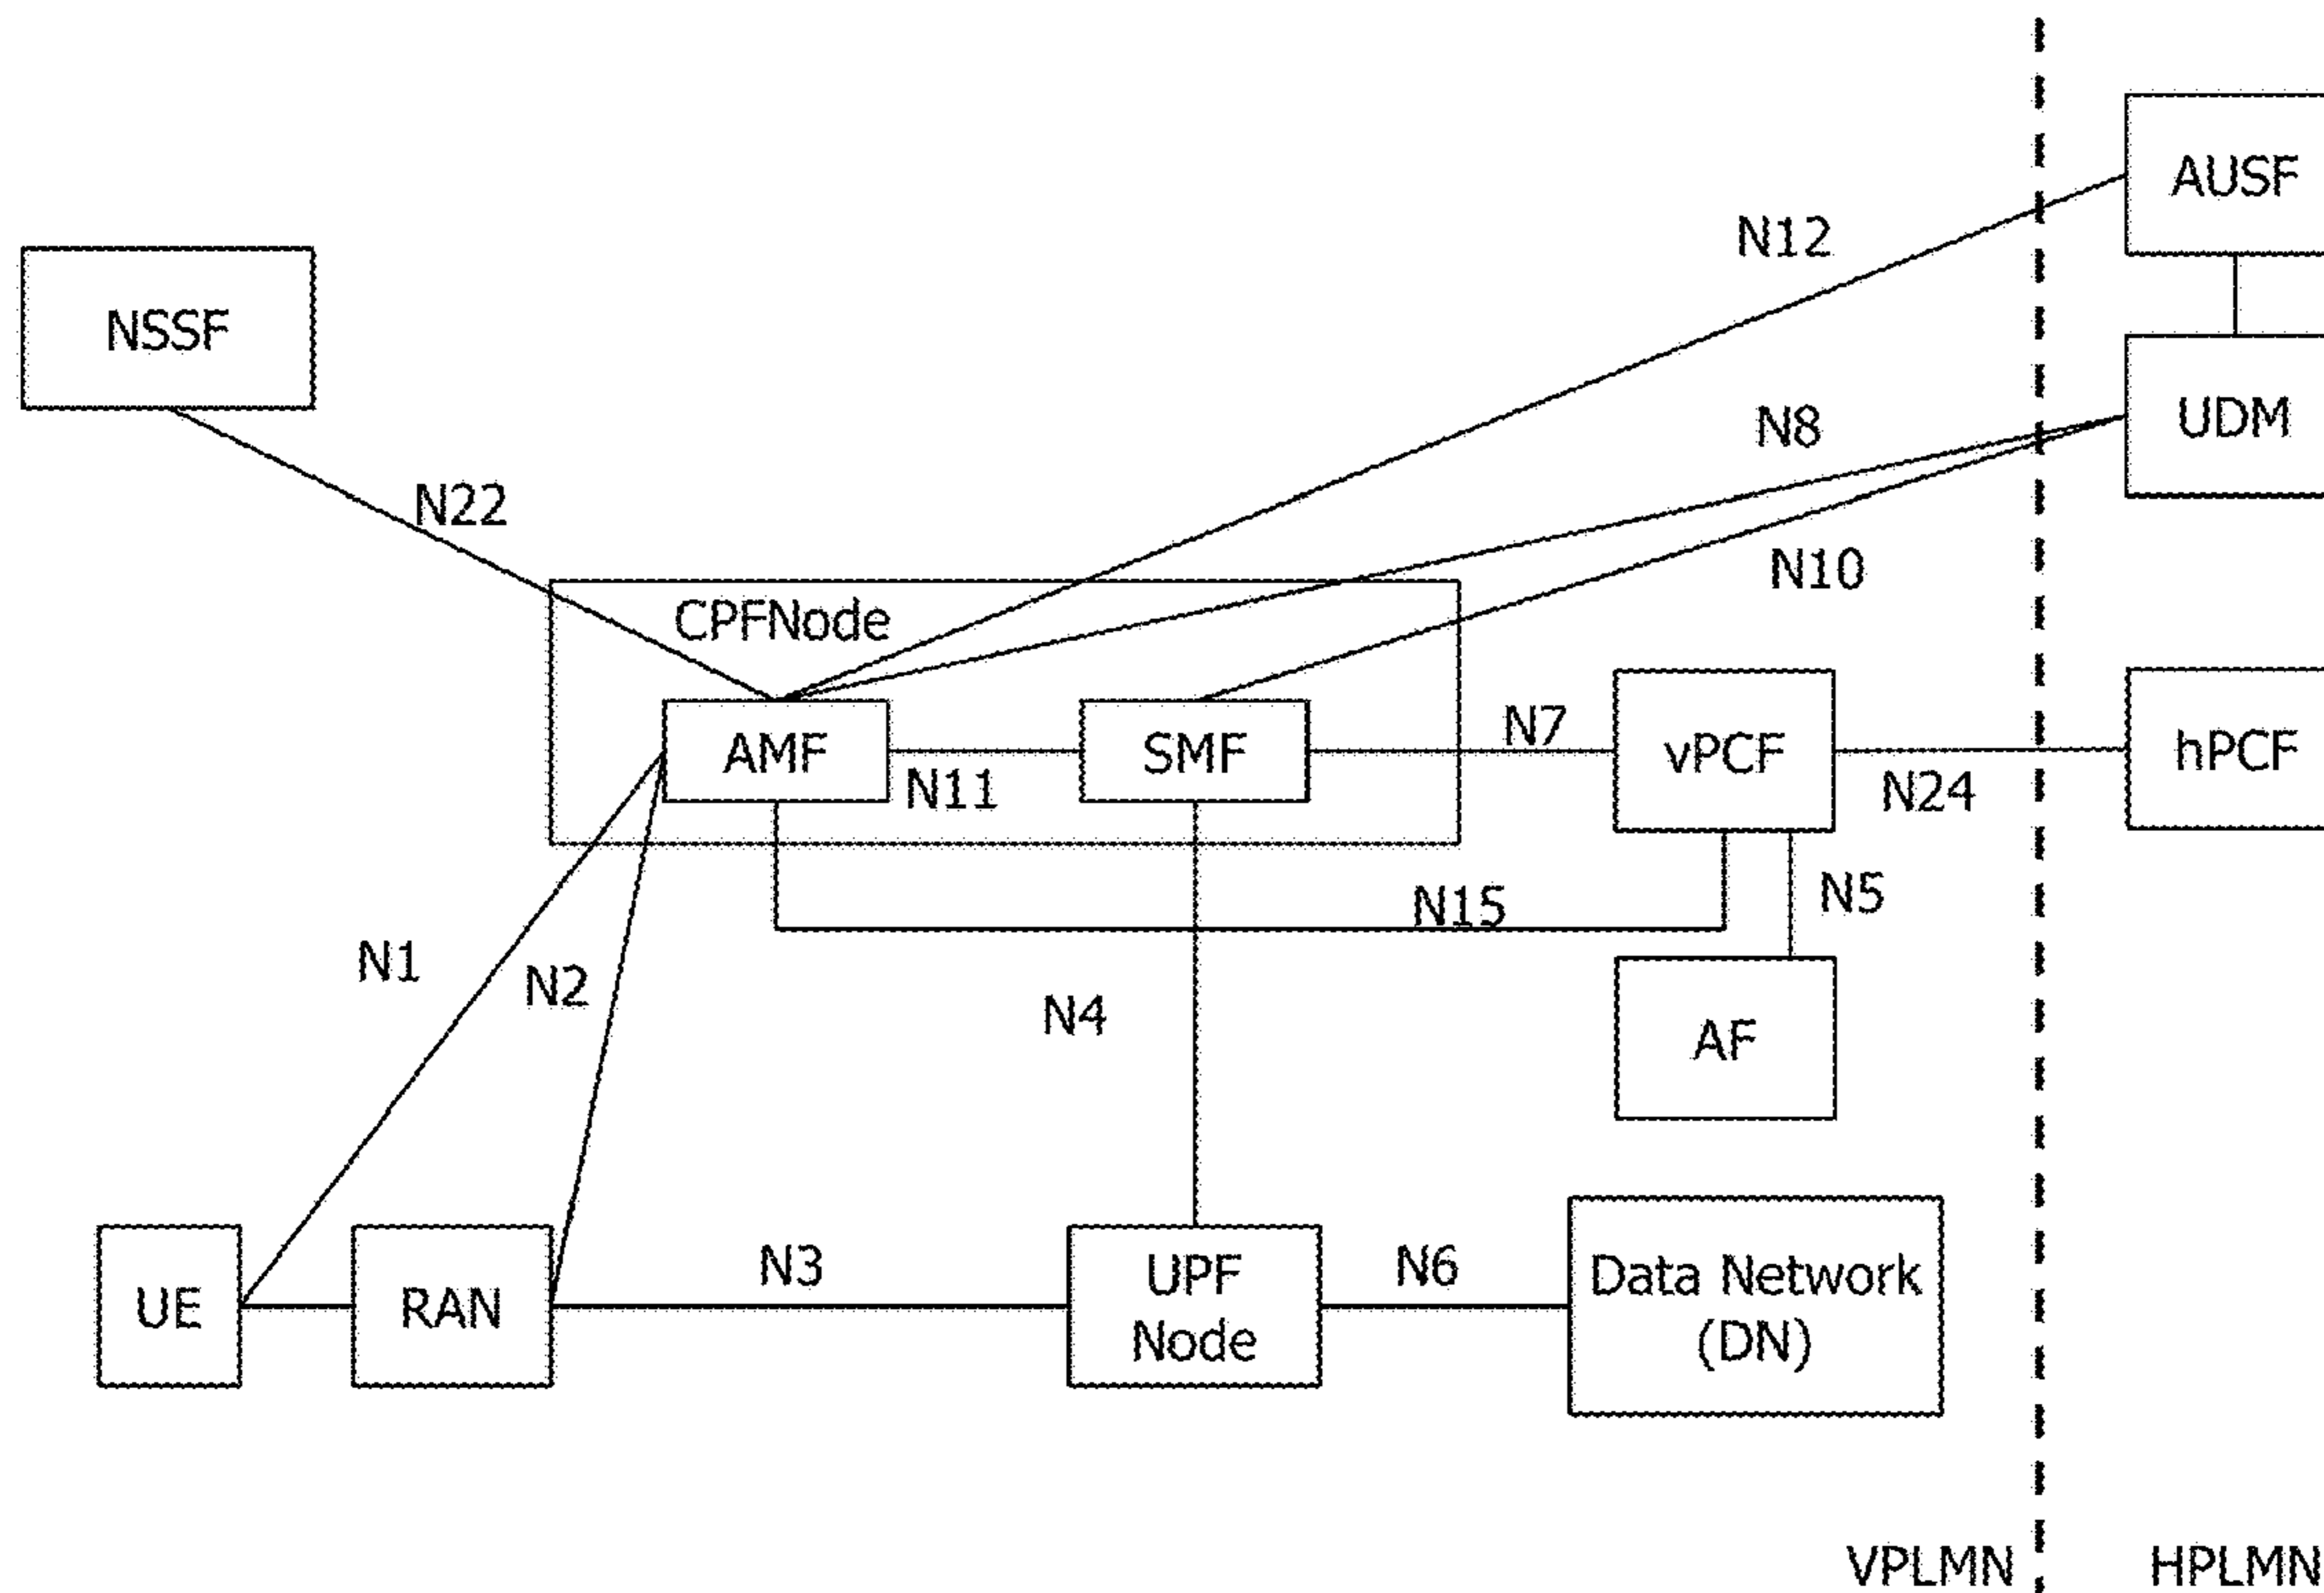 AUSF
N12
NSSF
UDM
N8
N22
N10
CPFNode
AMF
N11
SMF
N7
vPCF
N24
hPCF
N15
N5
N1
N2
N4
AF
UE
RAN
N3
UPF
Node
N6
Data Network
(DN)
VPLMN
HPLMN